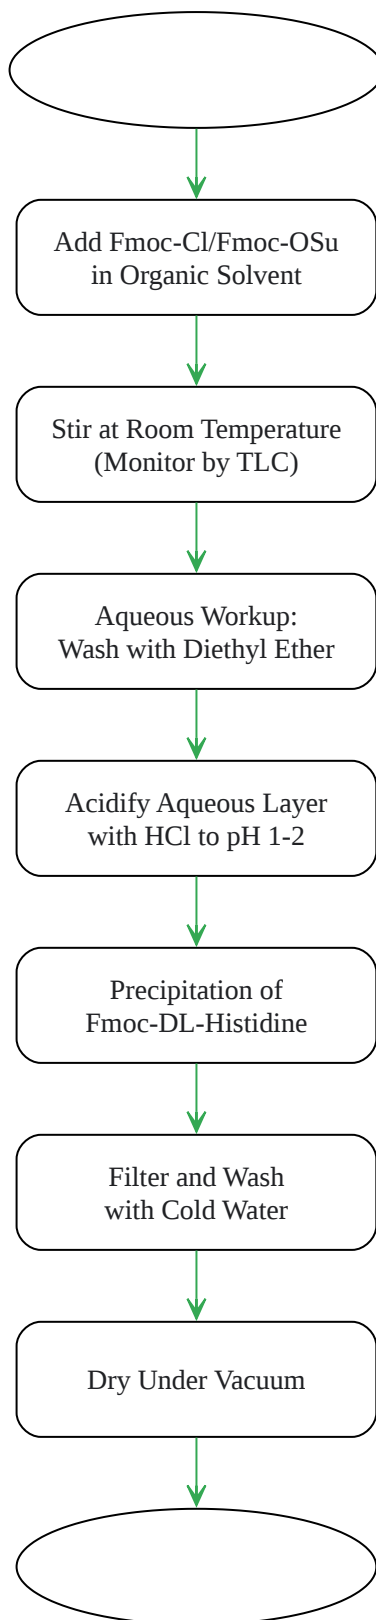 Add Fmoc-Cl/Fmoc-OSu
in Organic Solvent
Stir at Room Temperature
(Monitor by TLC)
Aqueous Workup:
Wash with Diethyl Ether
Acidify Aqueous Layer
with HCl to pH 1-2
Precipitation of
Fmoc-DL-Histidine
Filter and Wash
with Cold Water
Dry Under Vacuum